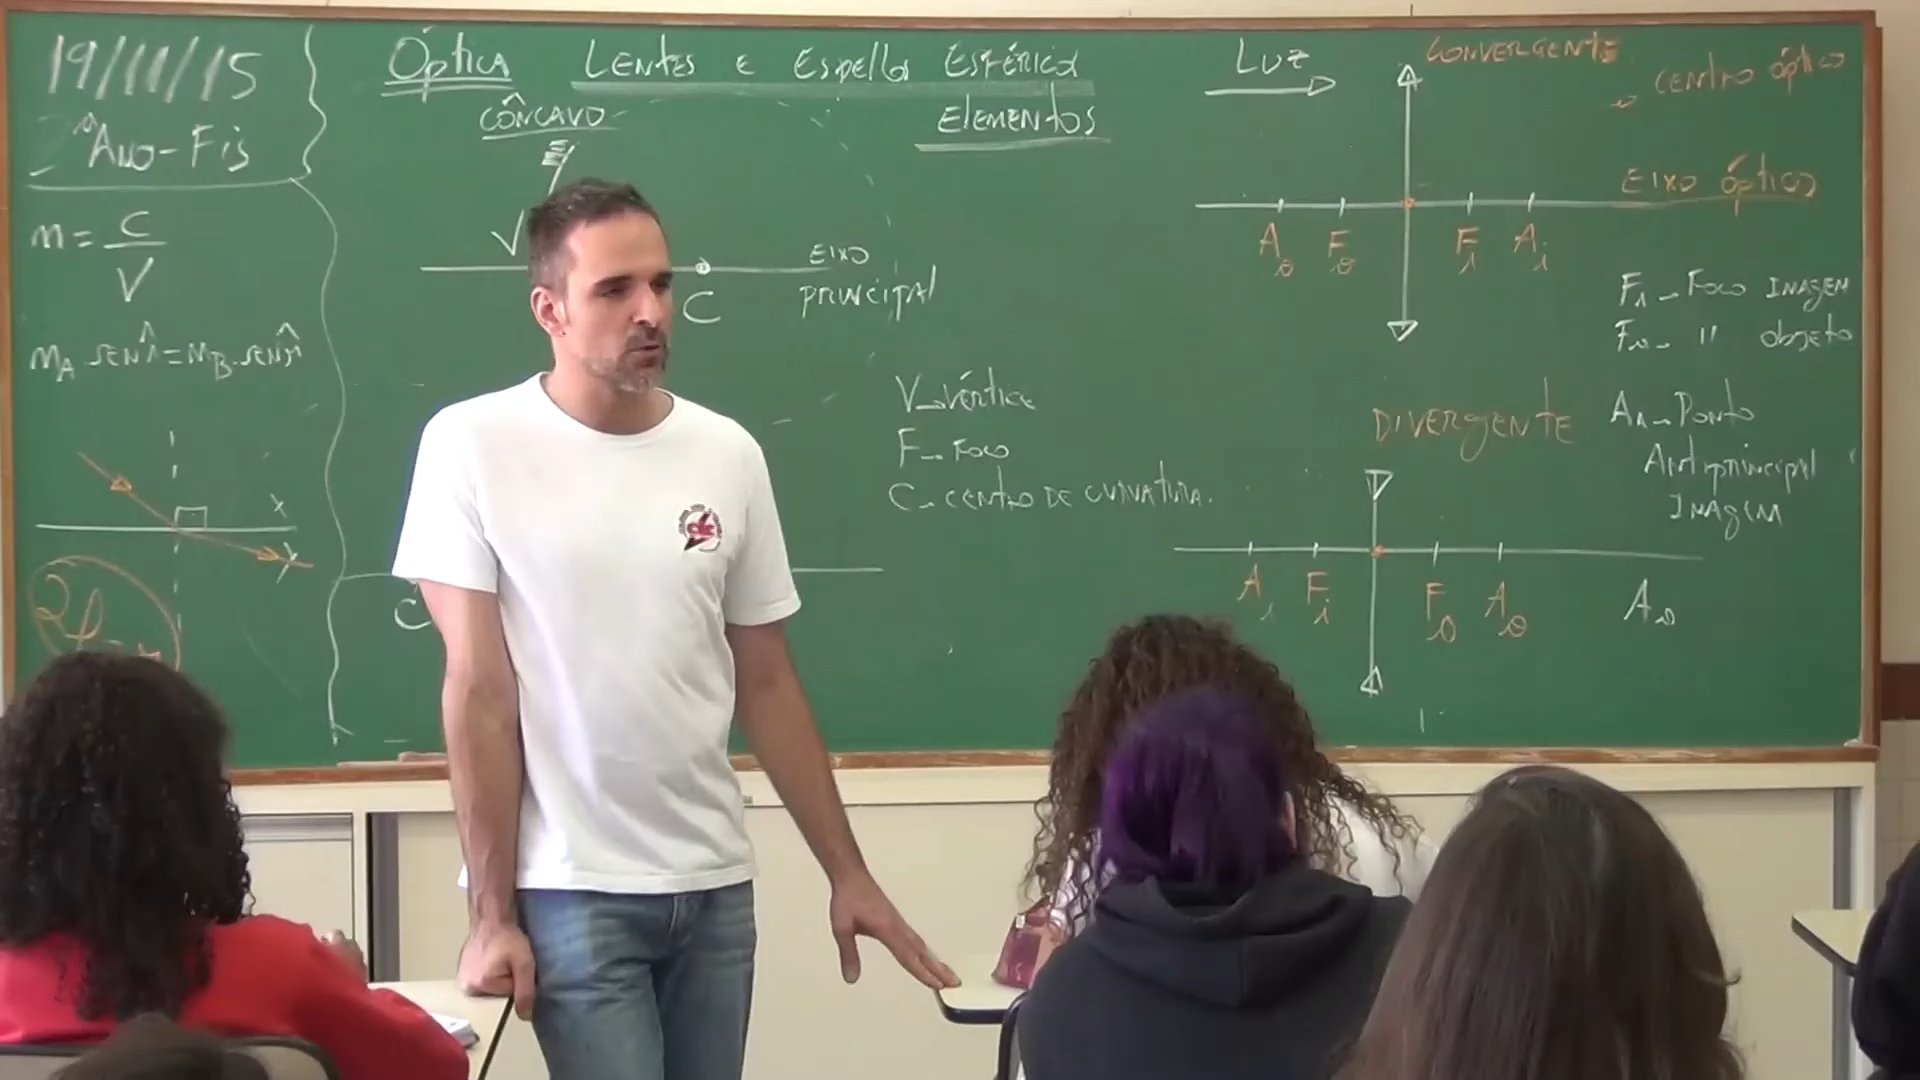 19/11/15
2º Ano - Fis
n = C
V
nA sen î = nB . sen r̂
Óptica
Lentes e Espelhos Esféricos
Elementos
Côncavo
V
C
Eixo
principal
V - Vértice
F - Foco
C - centro de curvatura.
C
Luz
Convergente
centro óptico
Eixo óptico
Ao Fo Fi Ai
Fi - Foco Imagem
Fo - " objeto
Ai - Ponto
Antiprincipal
Imagem
Divergente
Ai Fi Fo Ao
Ao